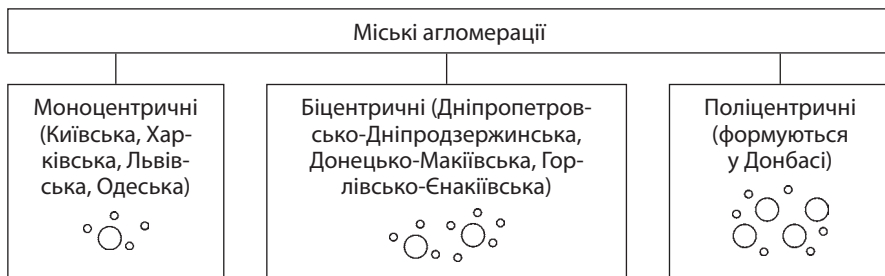 Міські агломерації
Моноцентричні
(Київська, Хар-
ківська, Львів-
ська, Одеська)
Біцентричні (Дніпропетров-
сько-Дніпродзержинська,
Донецько-Макіївська, Гор-
лівсько-Єнакіївська)
Поліцентричні
(формуються
у Донбасі)